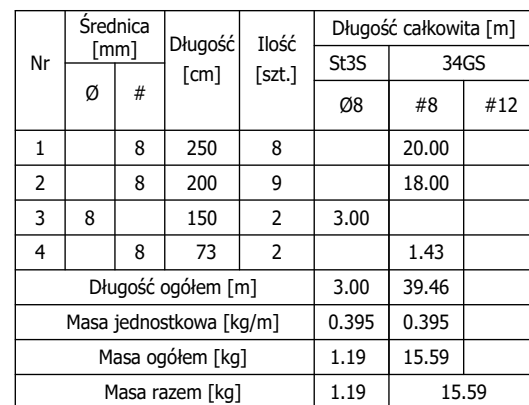 Nr Średnica [mm] Długość [cm] Ilość [szt.] Długość całkowita [m]
St3S 34GS
Ø # Ø8 #8 #12
1 8 250 8 20.00
2 8 200 9 18.00
3 8 150 2 3.00
4 8 73 2 1.43
Długość ogółem [m] 3.00 39.46
Masa jednostkowa [kg/m] 0.395 0.395
Masa ogółem [kg] 1.19 15.59
Masa razem [kg] 1.19 15.59